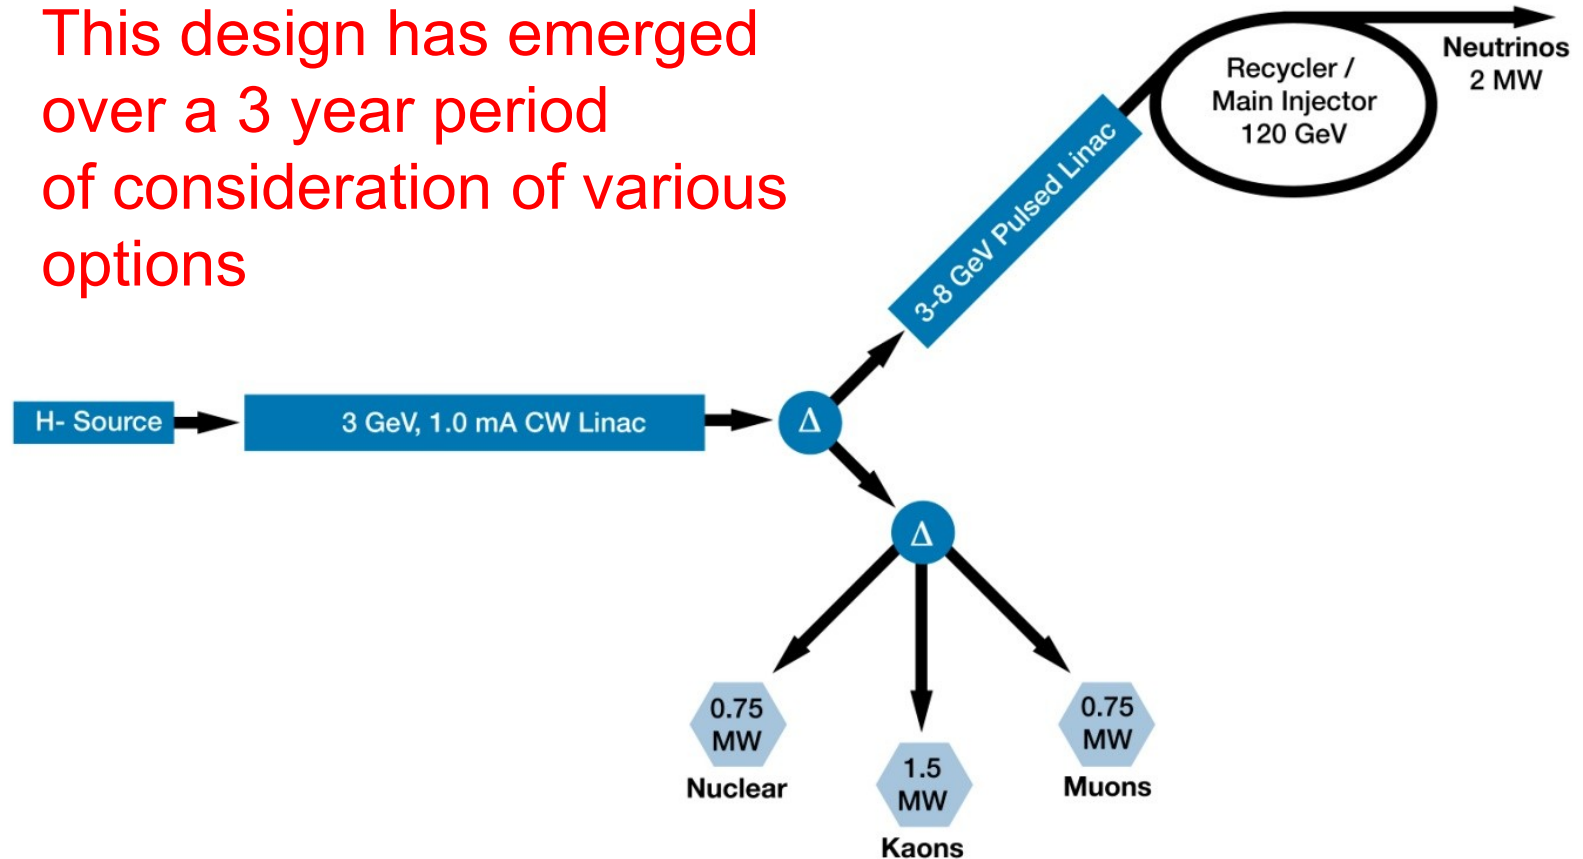 This design has emerged
over a 3 year period
of consideration of various
options
Recycler /
Main Injector
120 GeV
Neutrinos
2 MW
3-8 GeV Pulsed Linac
H- Source
3 GeV, 1.0 mA CW Linac
Δ
Δ
0.75
MW
Nuclear
1.5
MW
Kaons
0.75
MW
Muons